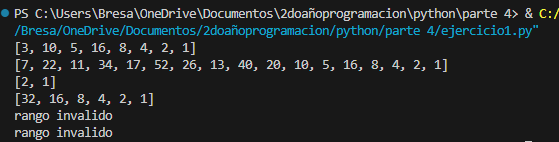 PS C:\Users\Bresa\OneDrive\Documentos\2doañoprogramacion\python\parte 4> & C:/
/Bresa/OneDrive/Documentos/2doañoprogramacion/python/parte 4/ejercicio1.py"
[3, 10, 5, 16, 8, 4, 2, 1]
[7, 22, 11, 34, 17, 52, 26, 13, 40, 20, 10, 5, 16, 8, 4, 2, 1]
[2, 1]
[32, 16, 8, 4, 2, 1]
rango invalido
rango invalido